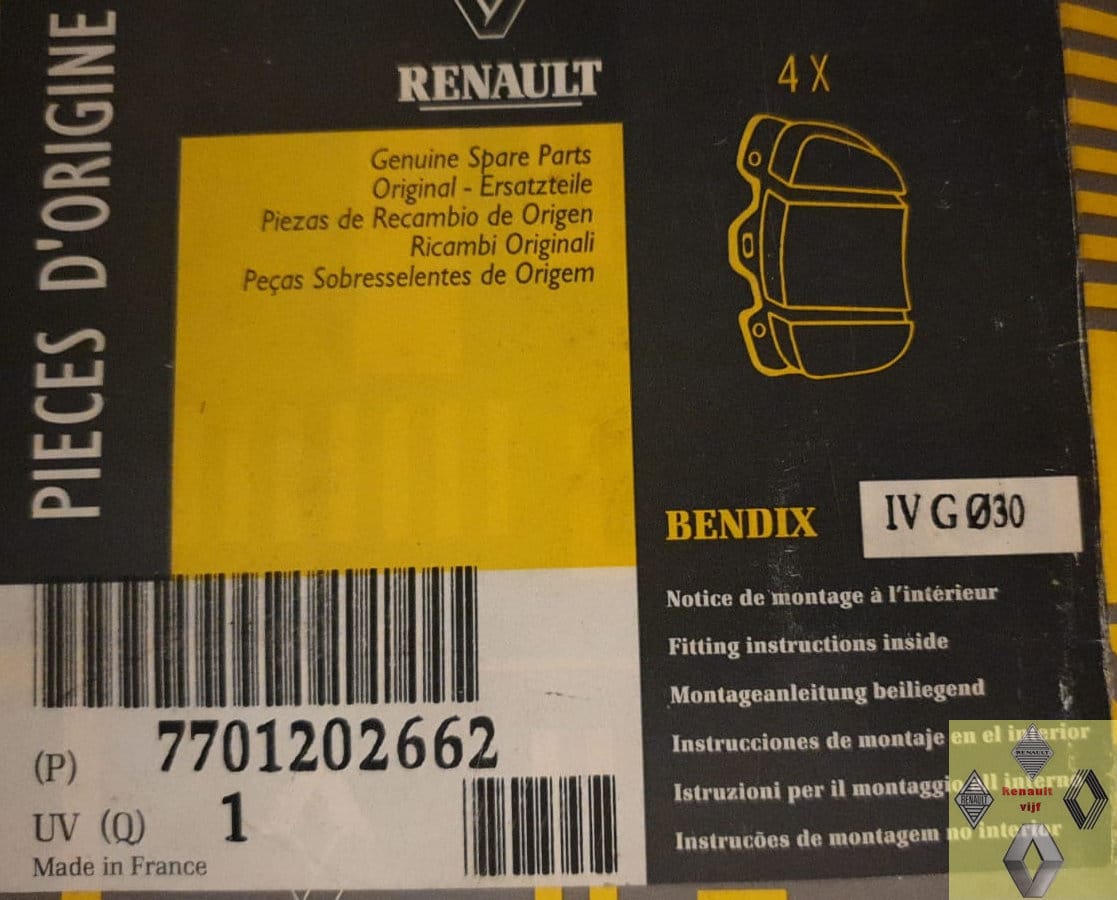 PIECES D'ORIGINE
RENAULT
Genuine Spare Parts
Original - Ersatzteile
Piezas de Recambio de Origen
Ricambi Originali
Peças Sobresselentes de Origem
4 X
BENDIX
IV G Ø30
Notice de montage à l'intérieur
Fitting instructions inside
Montageanleitung beiliegend
Instrucciones de montaje en el interior
Istruzioni per il montaggio all interno
Instrucões de montagem no interior
(P) 7701202662
UV (Q) 1
Made in France
RENAULT
RENAULT
Renault
vijf